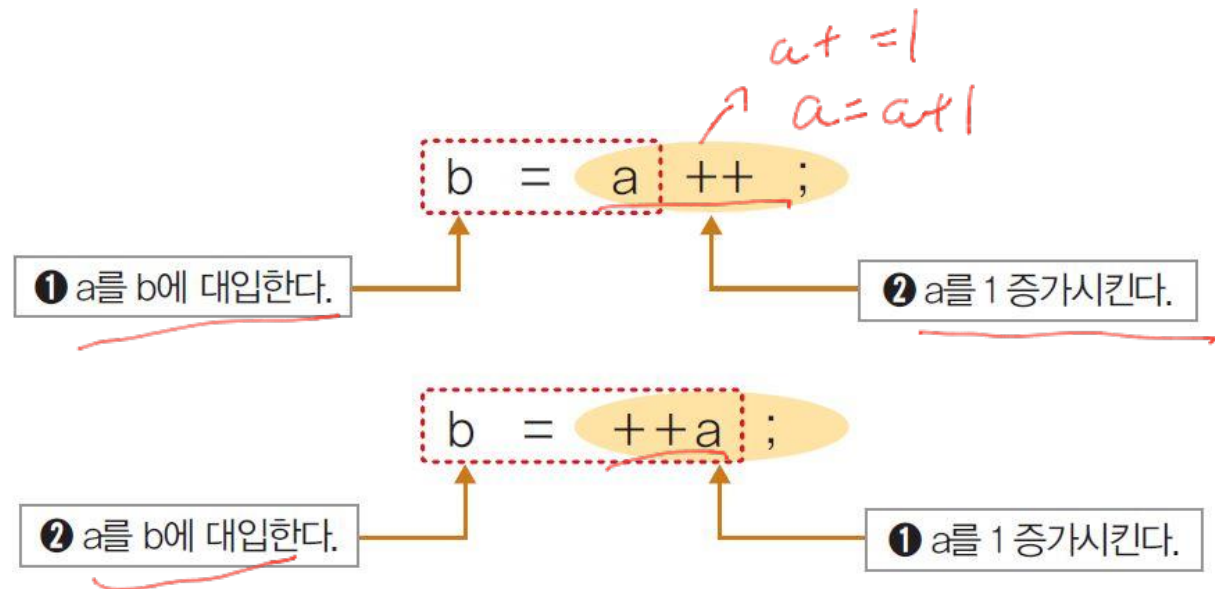 a+=1
a=a+1
b = a ++ ;
❶ a를 b에 대입한다.
❷ a를 1 증가시킨다.
b = ++a ;
❷ a를 b에 대입한다.
❶ a를 1 증가시킨다.